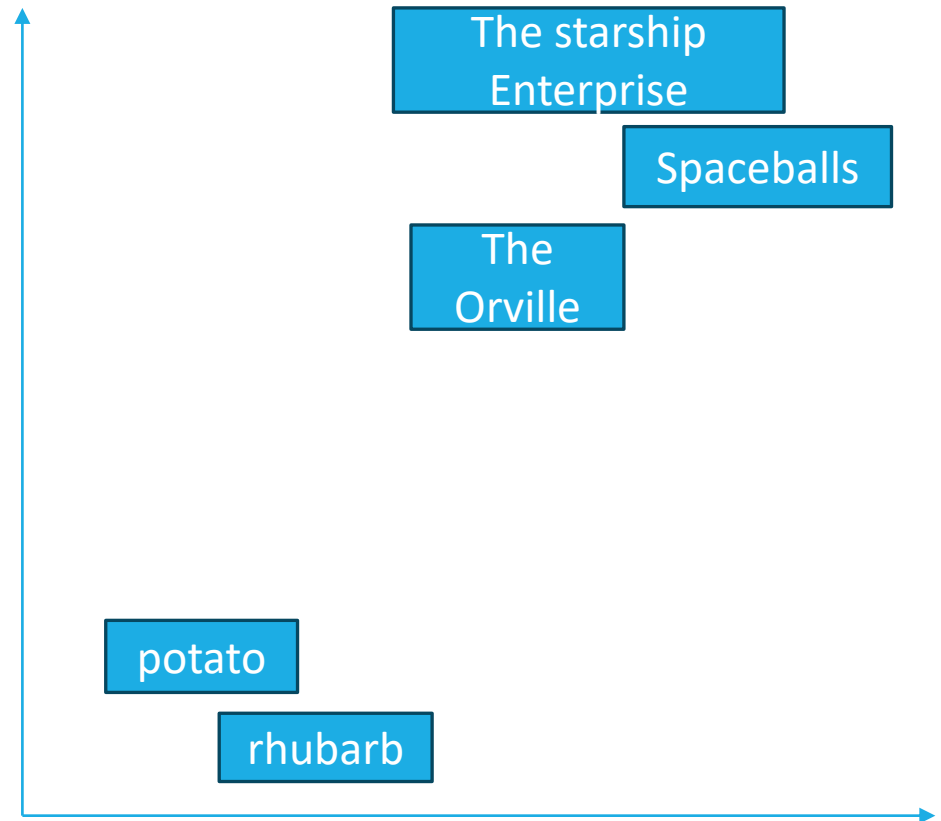 The starship
Enterprise
Spaceballs
The
Orville
potato
rhubarb